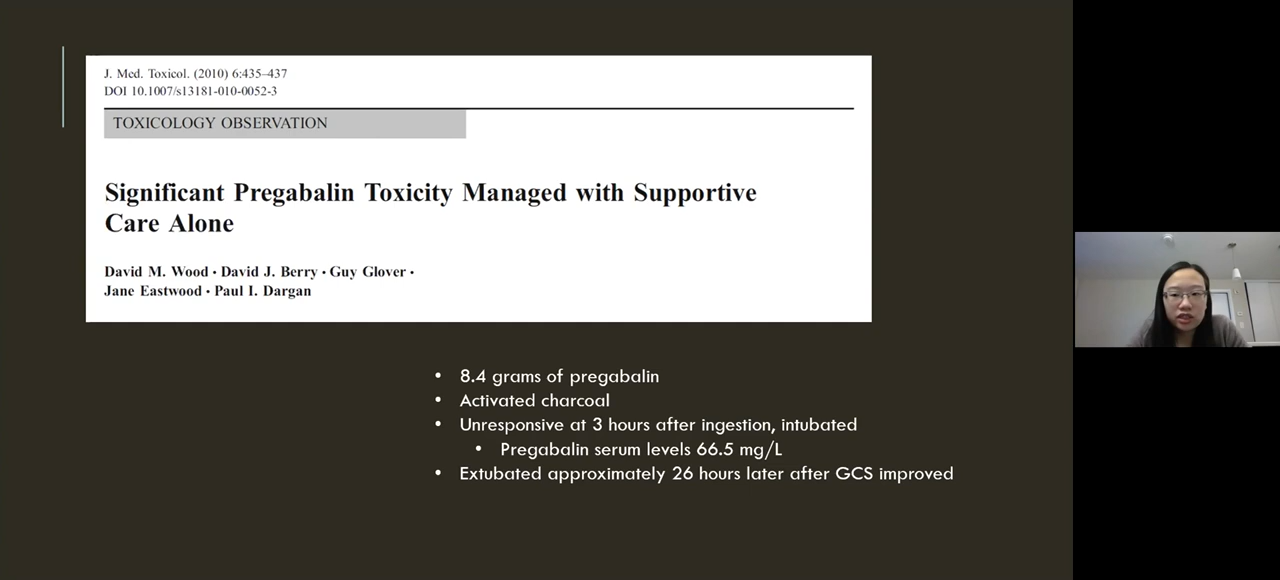 J. Med. Toxicol. (2010) 6:435–437
DOI 10.1007/s13181-010-0052-3
TOXICOLOGY OBSERVATION
Significant Pregabalin Toxicity Managed with Supportive
Care Alone
David M. Wood · David J. Berry · Guy Glover ·
Jane Eastwood · Paul I. Dargan
• 8.4 grams of pregabalin
• Activated charcoal
• Unresponsive at 3 hours after ingestion, intubated
• Pregabalin serum levels 66.5 mg/L
• Extubated approximately 26 hours later after GCS improved